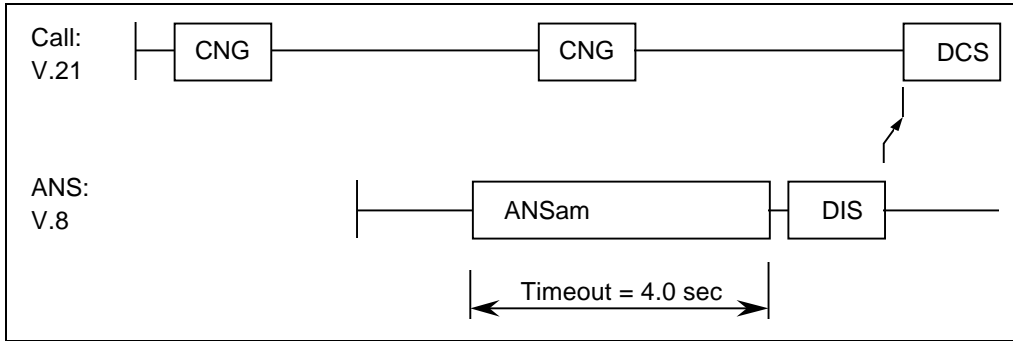 Call:
V.21
CNG
CNG
DCS
ANS:
V.8
ANSam
DIS
Timeout = 4.0 sec